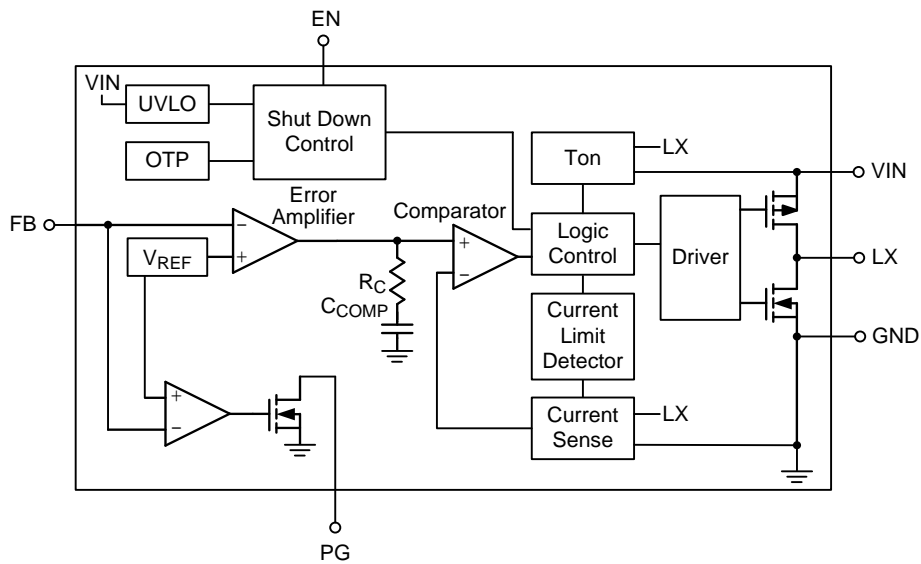 EN
VIN
UVLO
Shut Down
Control
OTP
Ton
LX
VIN
FB
Error
Amplifier
Comparator
−
+
VREF
+
−
Logic
Control
Driver
LX
RC
CCOMP
Current
Limit
Detector
GND
+
−
Current
Sense
LX
PG